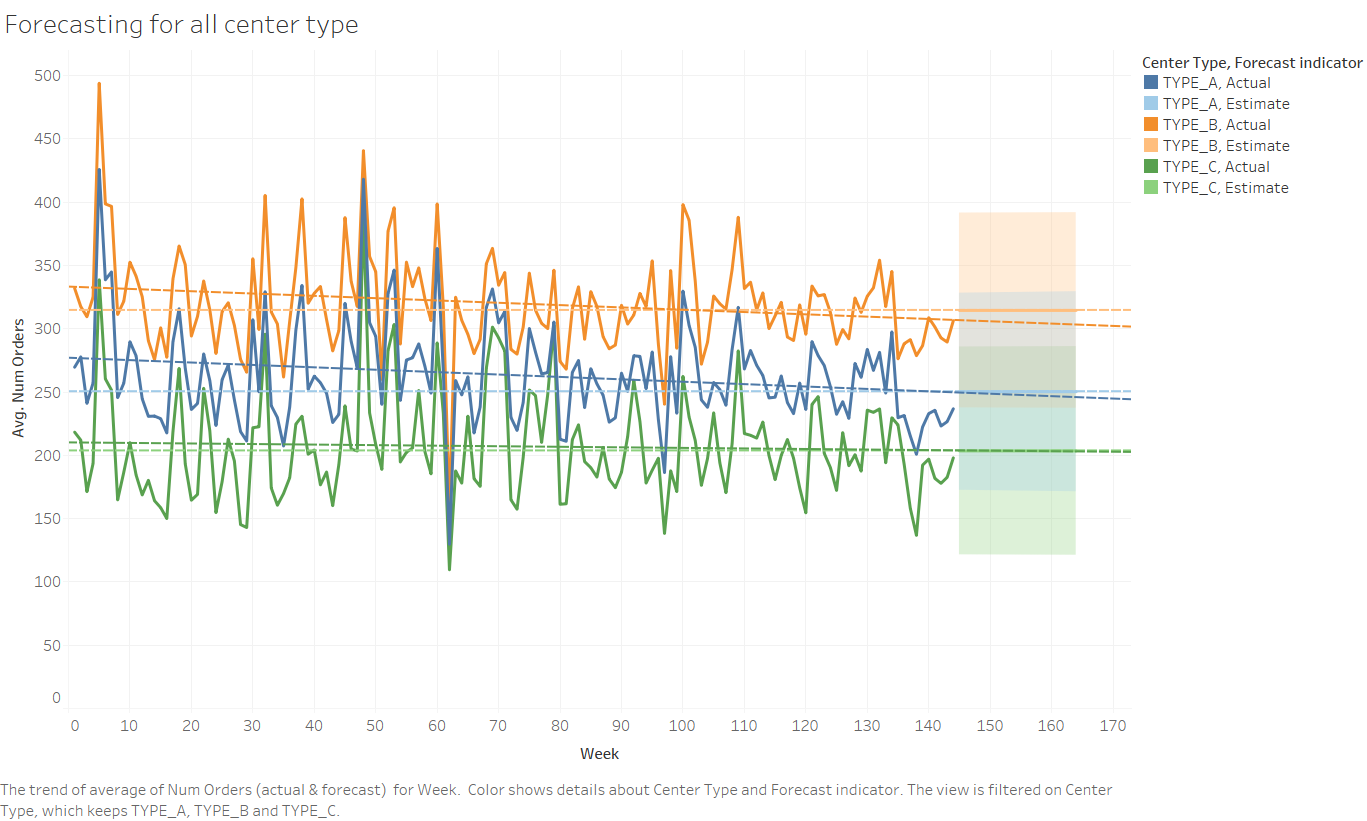 Forecasting for all center type
Center Type, Forecast indicator
TYPE_A, Actual
TYPE_A, Estimate
TYPE_B, Actual
TYPE_B, Estimate
TYPE_C, Actual
TYPE_C, Estimate
500
450
400
350
300
250
200
150
100
50
0
Avg. Num Orders
0 10 20 30 40 50 60 70 80 90 100 110 120 130 140 150 160 170
Week
The trend of average of Num Orders (actual & forecast)  for Week.  Color shows details about Center Type and Forecast indicator. The view is filtered on Center
Type, which keeps TYPE_A, TYPE_B and TYPE_C.